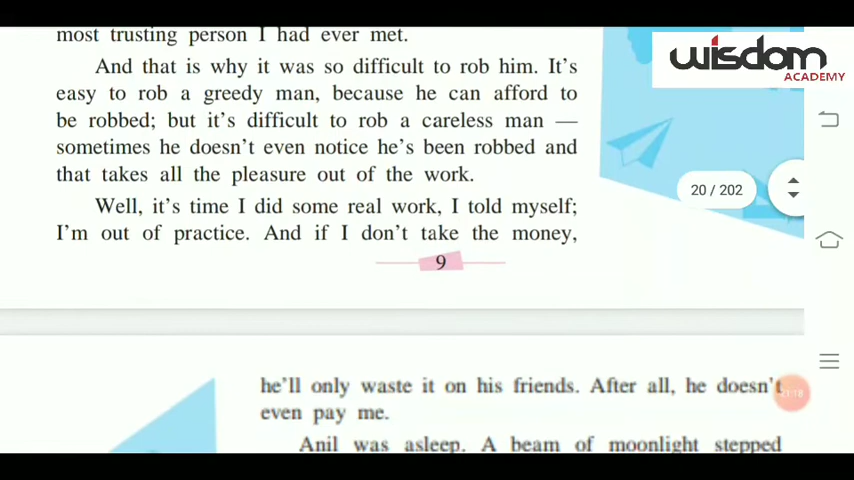 most trusting person I had ever met.
And that is why it was so difficult to rob him. It's
easy to rob a greedy man, because he can afford to
be robbed; but it's difficult to rob a careless man —
sometimes he doesn't even notice he's been robbed and
that takes all the pleasure out of the work.
Well, it's time I did some real work, I told myself;
I'm out of practice. And if I don't take the money,
9
he'll only waste it on his friends. After all, he doesn't
even pay me.
Anil was asleep. A beam of moonlight stepped
wisdom
ACADEMY
20 / 202
21:18